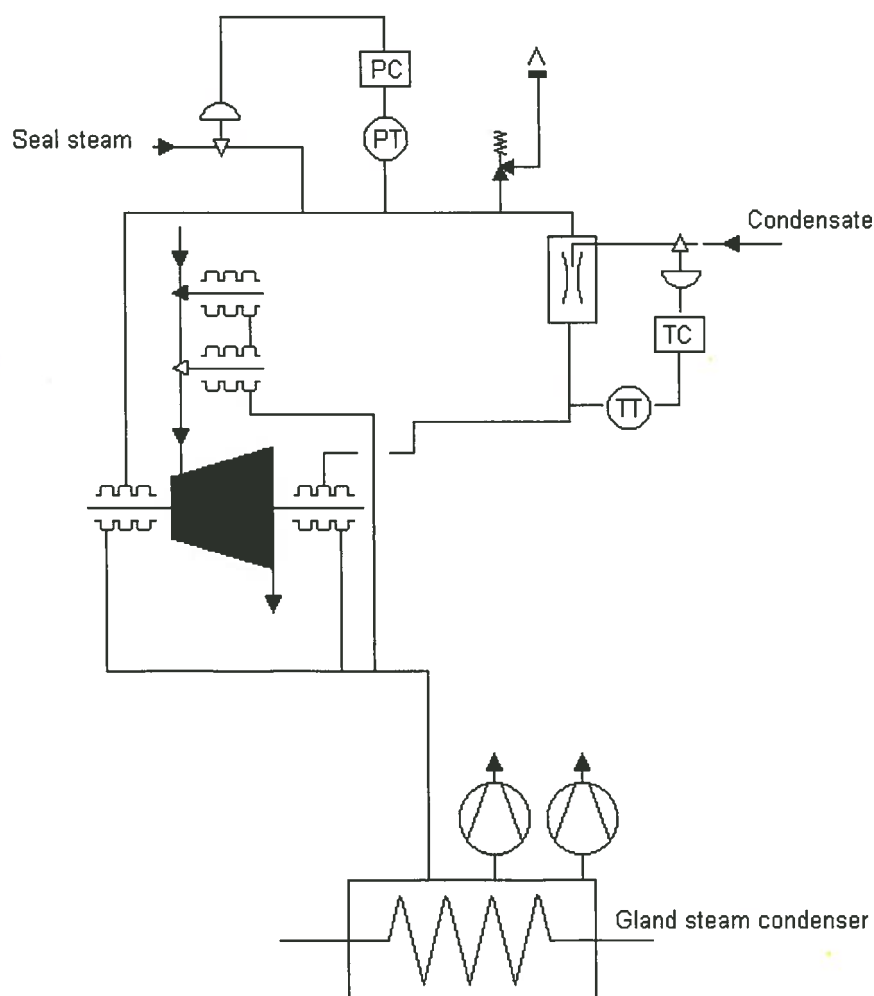 PC
Seal steam
PT
Condensate
TC
TT
Gland steam condenser